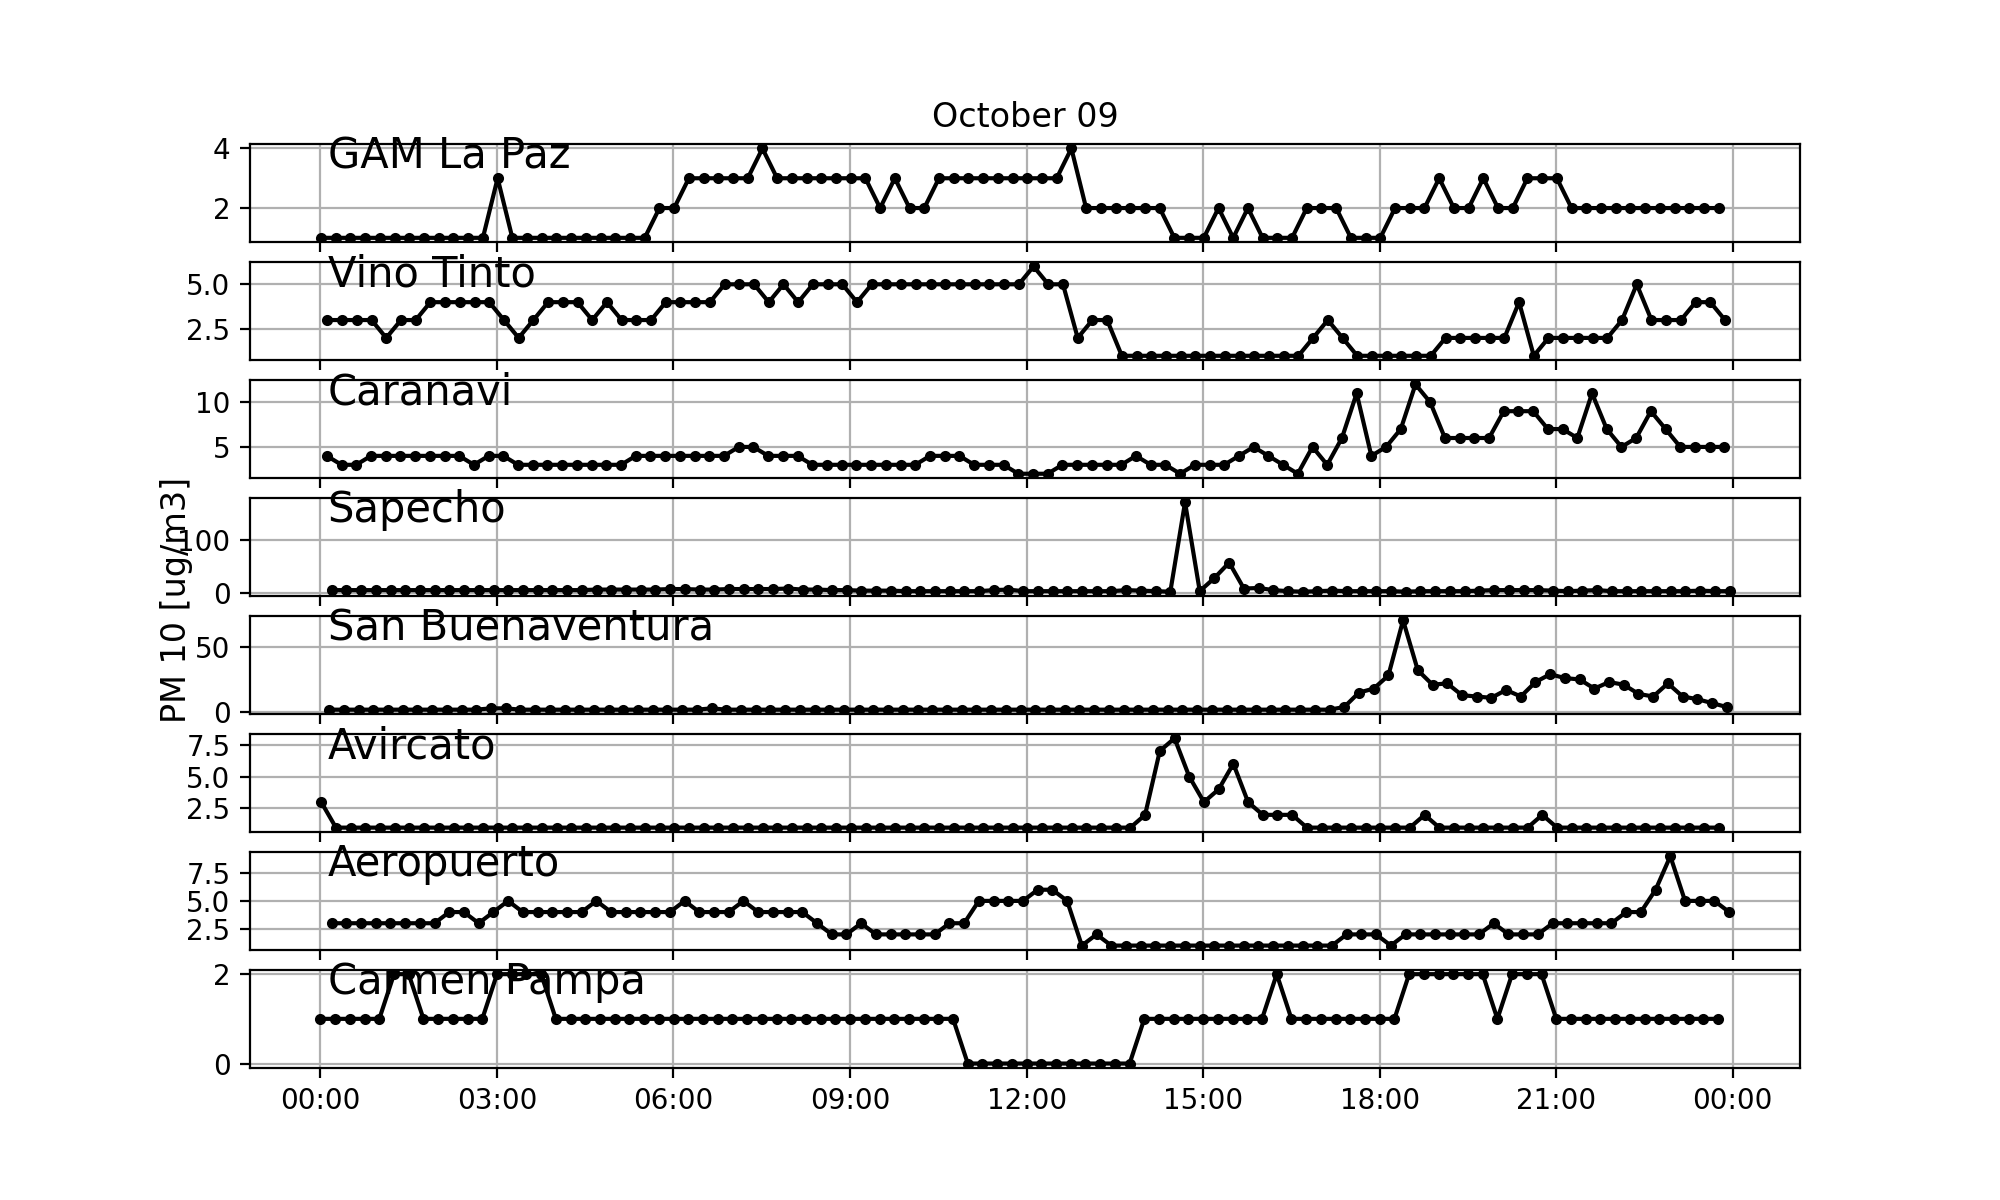 October 09
GAM La Paz
4
2
Vino Tinto
5.0
2.5
Caranavi
10
5
Sapecho
100
0
San Buenaventura
50
0
Avircato
7.5
5.0
2.5
Aeropuerto
7.5
5.0
2.5
Carmen Pampa
2
1
0
PM 10 [ug/m3]
00:00 03:00 06:00 09:00 12:00 15:00 18:00 21:00 00:00